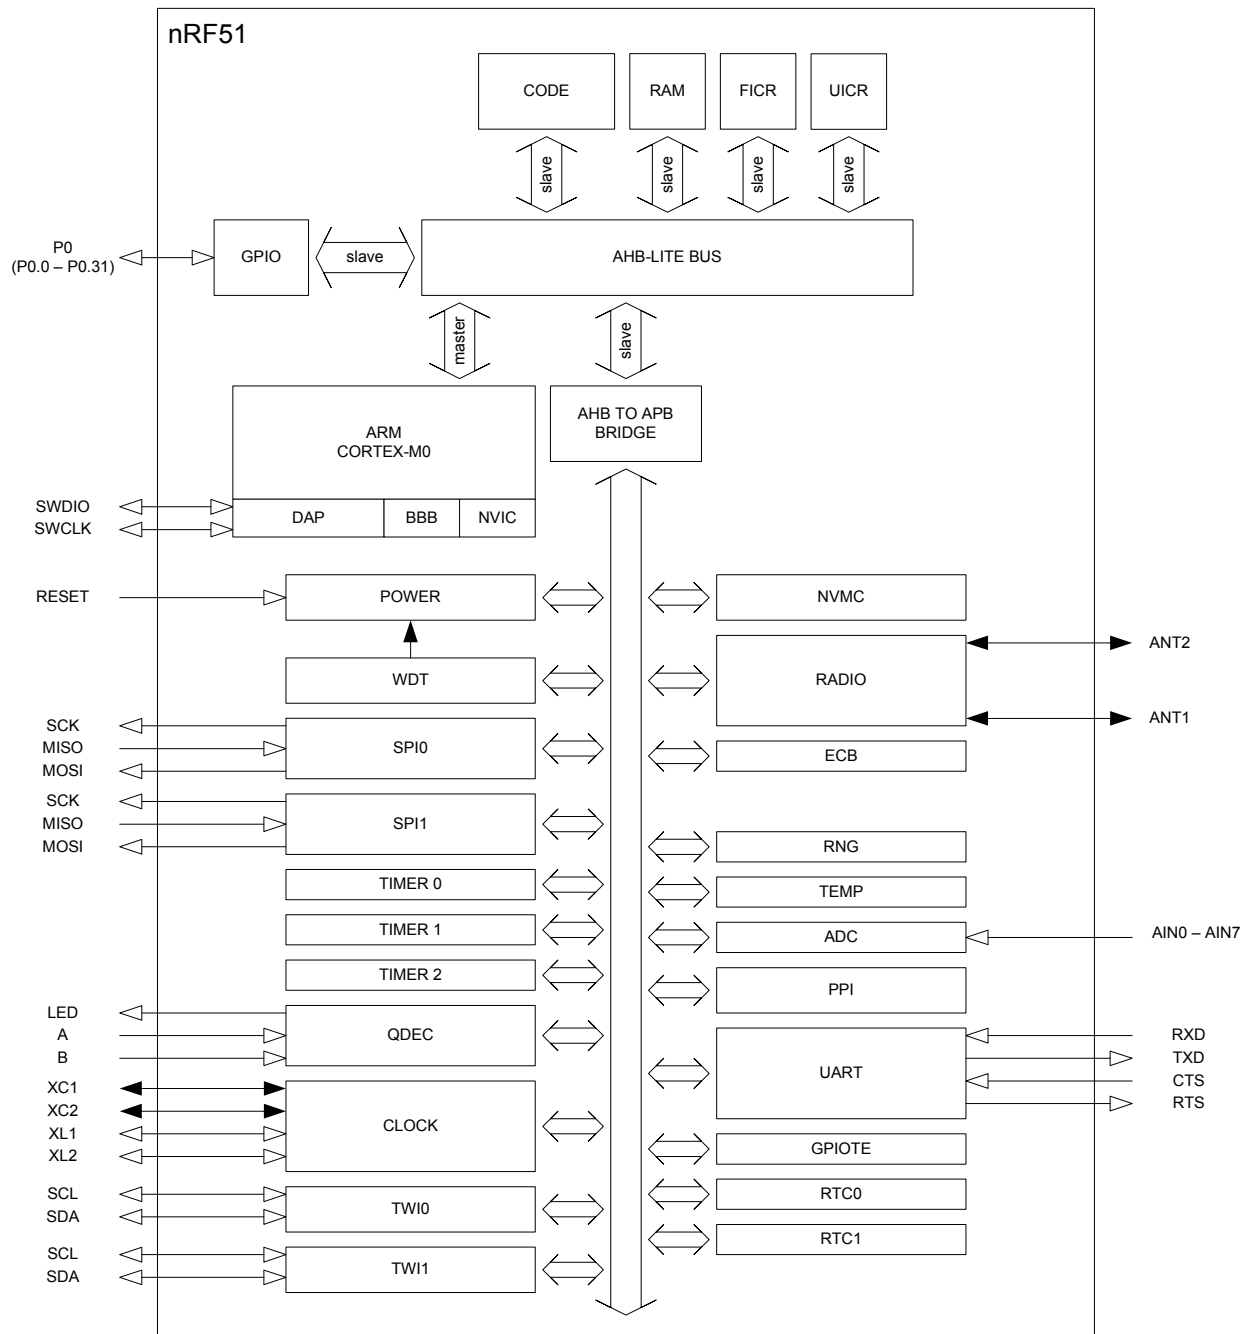 nRF51
CODE
RAM
FICR
UICR
slave
slave
slave
slave
P0
(P0.0 – P0.31)
GPIO
slave
AHB-LITE BUS
master
slave
ARM
CORTEX-M0
AHB TO APB
BRIDGE
SWDIO
SWCLK
DAP
BBB
NVIC
RESET
POWER
NVMC
WDT
RADIO
ANT2
ANT1
SCK
MISO
MOSI
SPI0
ECB
SCK
MISO
MOSI
SPI1
RNG
TIMER 0
TEMP
TIMER 1
ADC
AIN0 – AIN7
TIMER 2
PPI
LED
A
B
QDEC
UART
RXD
TXD
CTS
RTS
XC1
XC2
XL1
XL2
CLOCK
GPIOTE
SCL
SDA
TWI0
RTC0
SCL
SDA
TWI1
RTC1